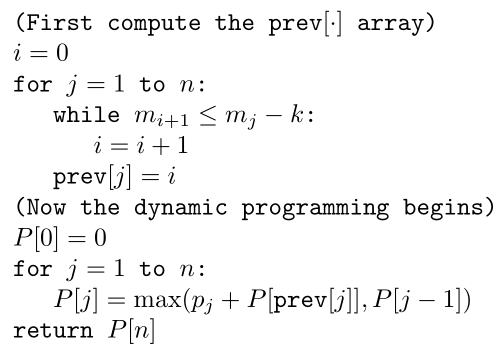 (First compute the prev[·] array)
i = 0
for j = 1 to n:
while m_{i+1} ≤ m_j − k:
i = i + 1
prev[j] = i
(Now the dynamic programming begins)
P[0] = 0
for j = 1 to n:
P[j] = max(p_j + P[prev[j]], P[j − 1])
return P[n]